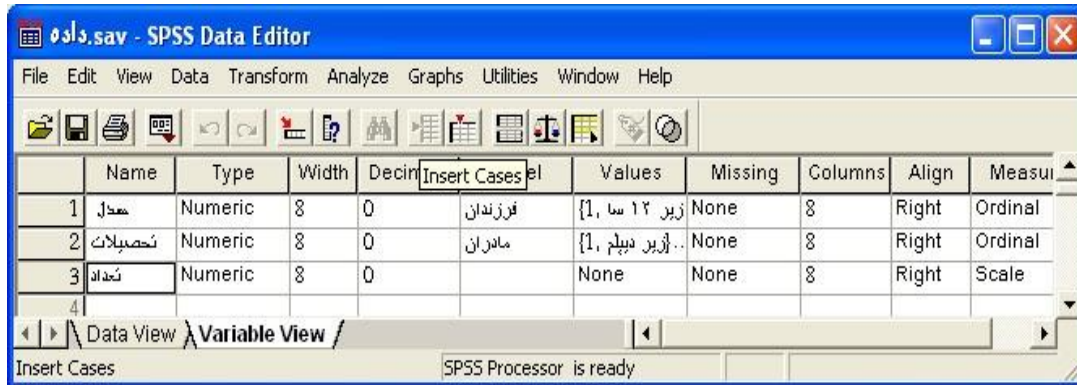 داده.sav - SPSS Data Editor
File Edit View Data Transform Analyze Graphs Utilities Window Help
Name Type Width Decim Insert Cases el Values Missing Columns Align Measu
1 معدل Numeric 8 0 فرزندان {1, زیر ۱۲ سا None 8 Right Ordinal
2 تحصیلات Numeric 8 0 مادران {1, زیر دیپلم}... None 8 Right Ordinal
3 تعداد Numeric 8 0 None None 8 Right Scale
4
Data View Variable View
Insert Cases SPSS Processor is ready